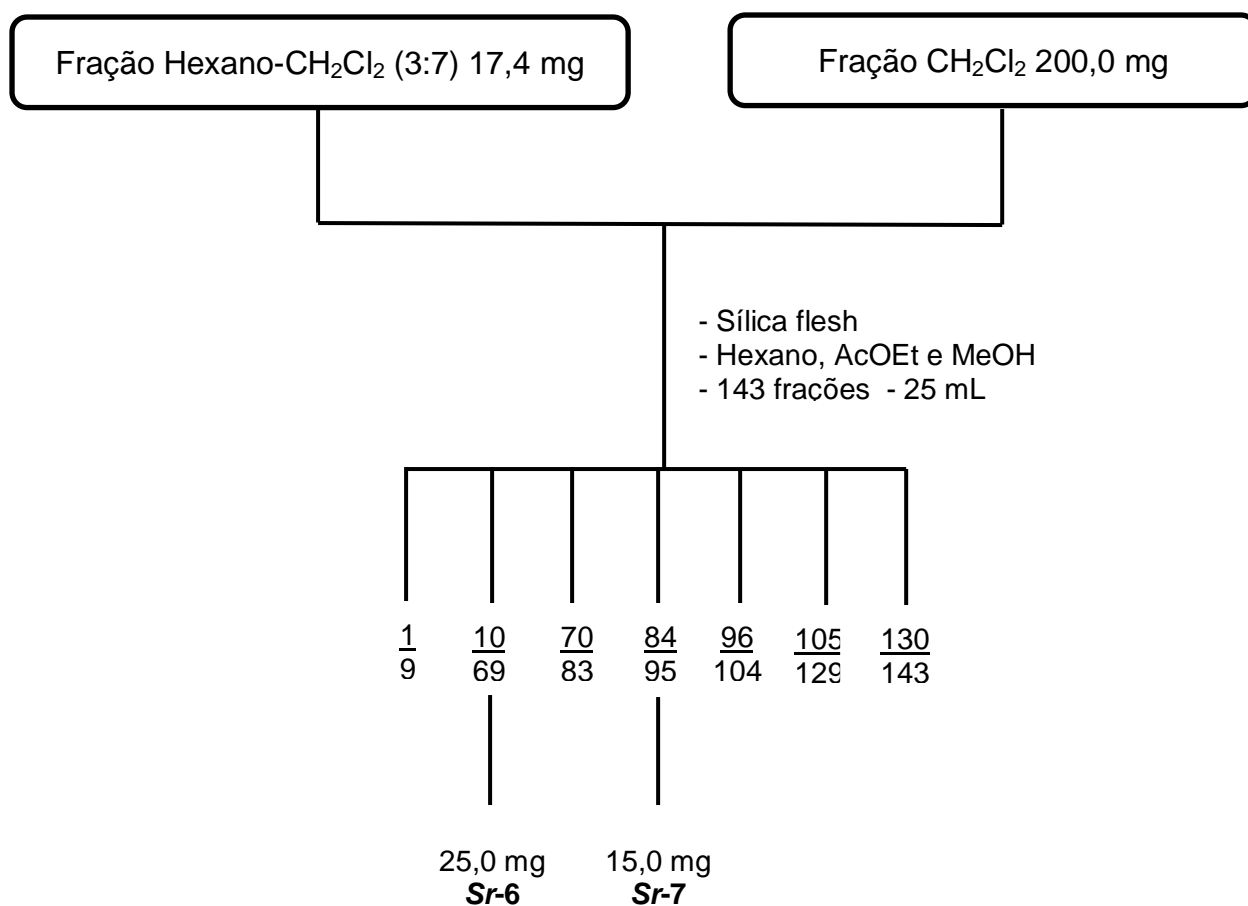 Fração Hexano-CH₂Cl₂ (3:7) 17,4 mg
Fração CH₂Cl₂ 200,0 mg
- Sílica flesh
- Hexano, AcOEt e MeOH
- 143 frações - 25 mL
1 10 70 84 96 105 130
9 69 83 95 104 129 143
25,0 mg 15,0 mg
Sr-6 Sr-7